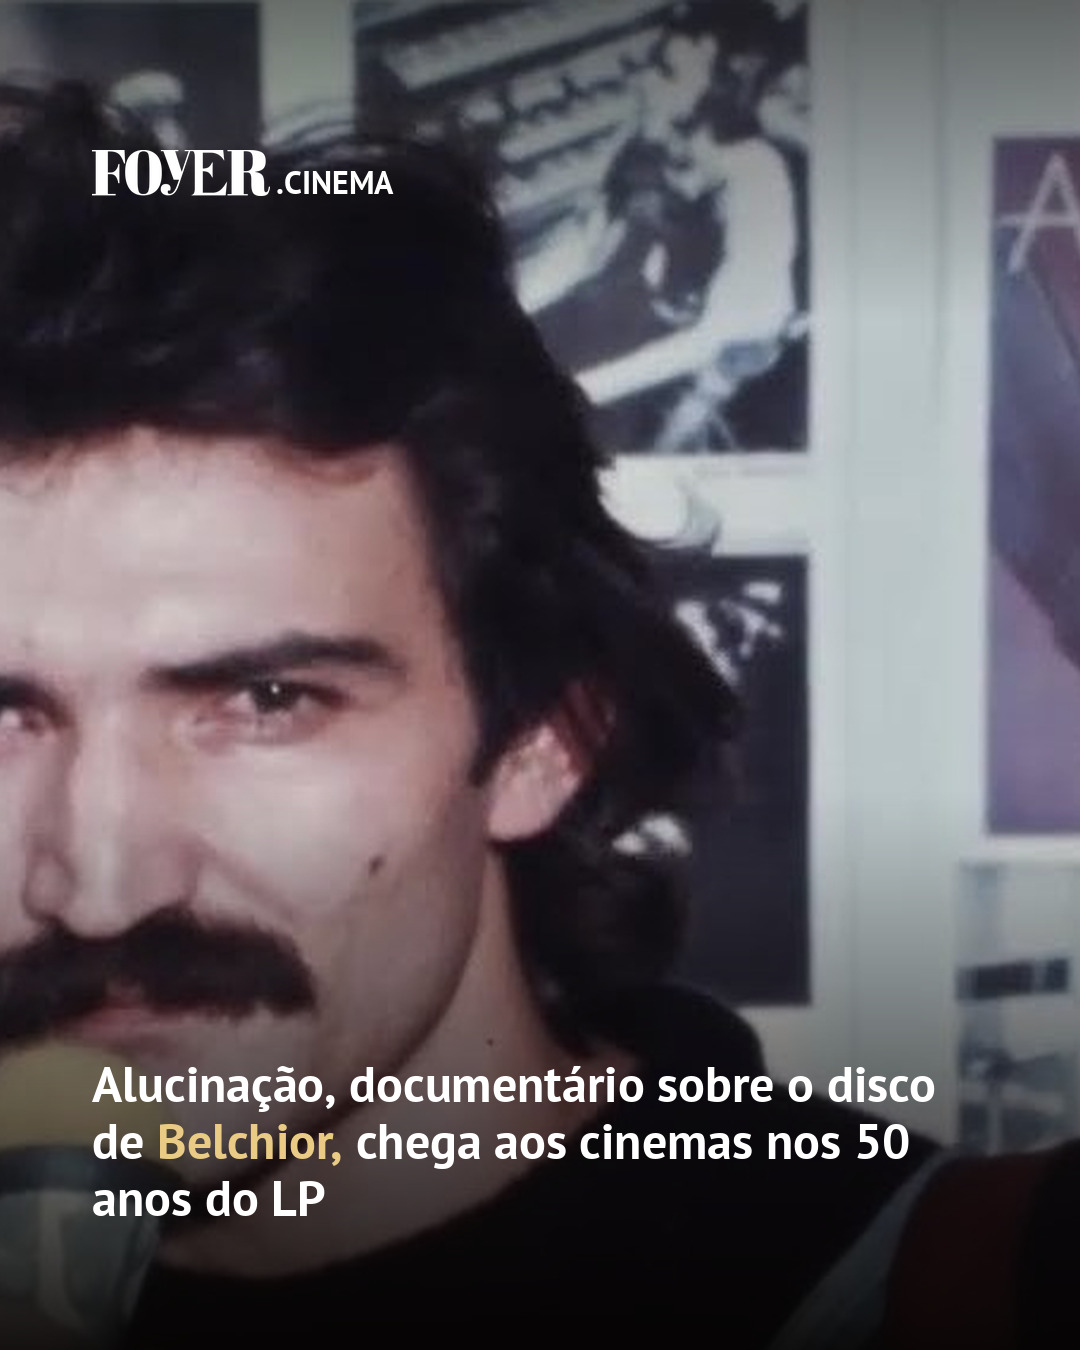 FOYER.CINEMA
A
Alucinação, documentário sobre o disco
de Belchior, chega aos cinemas nos 50
anos do LP